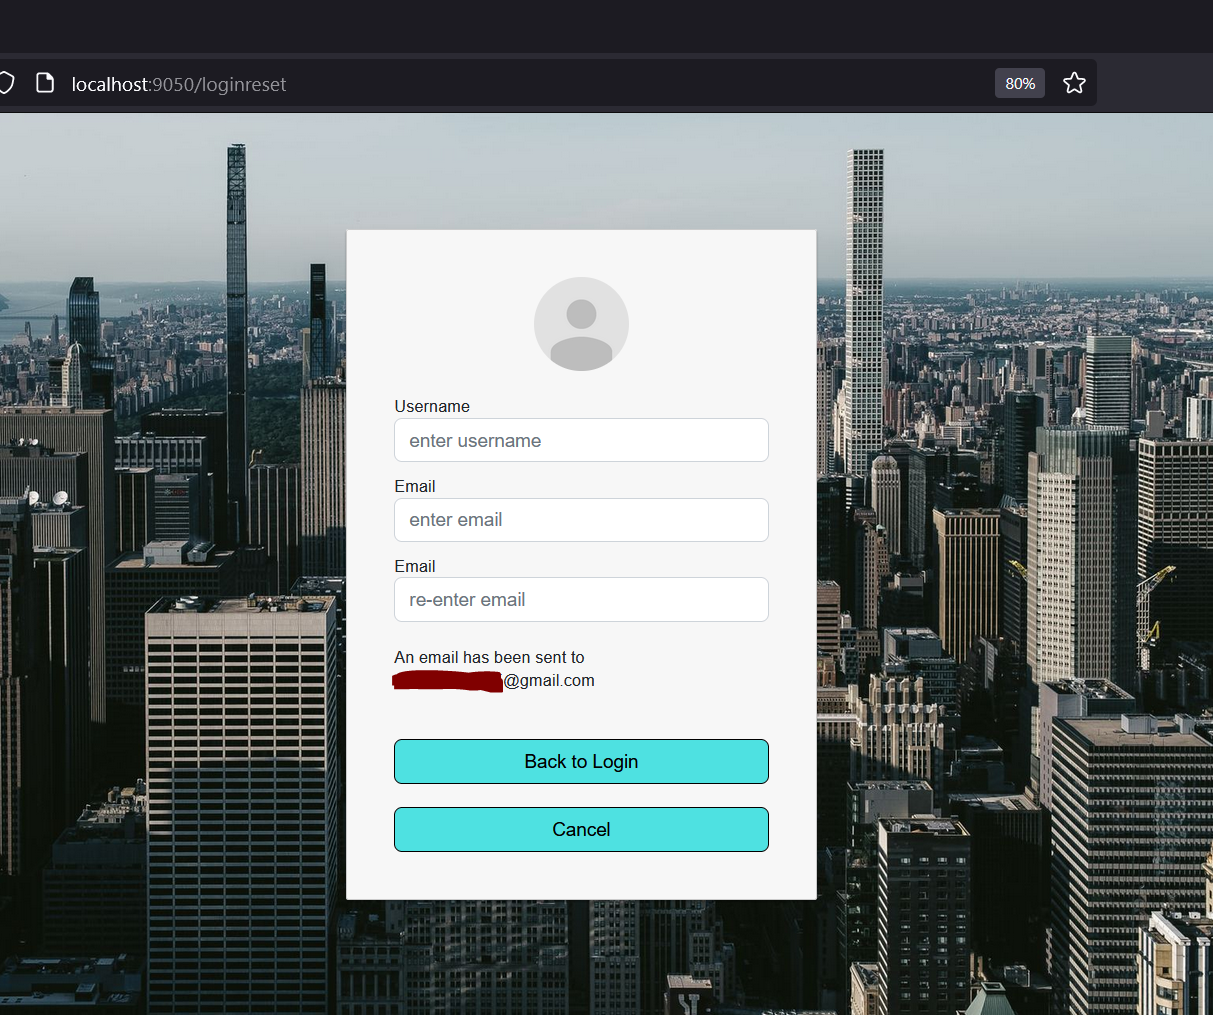 localhost:9050/loginreset
80%
Username
enter username
Email
enter email
Email
re-enter email
An email has been sent to
@gmail.com
Back to Login
Cancel